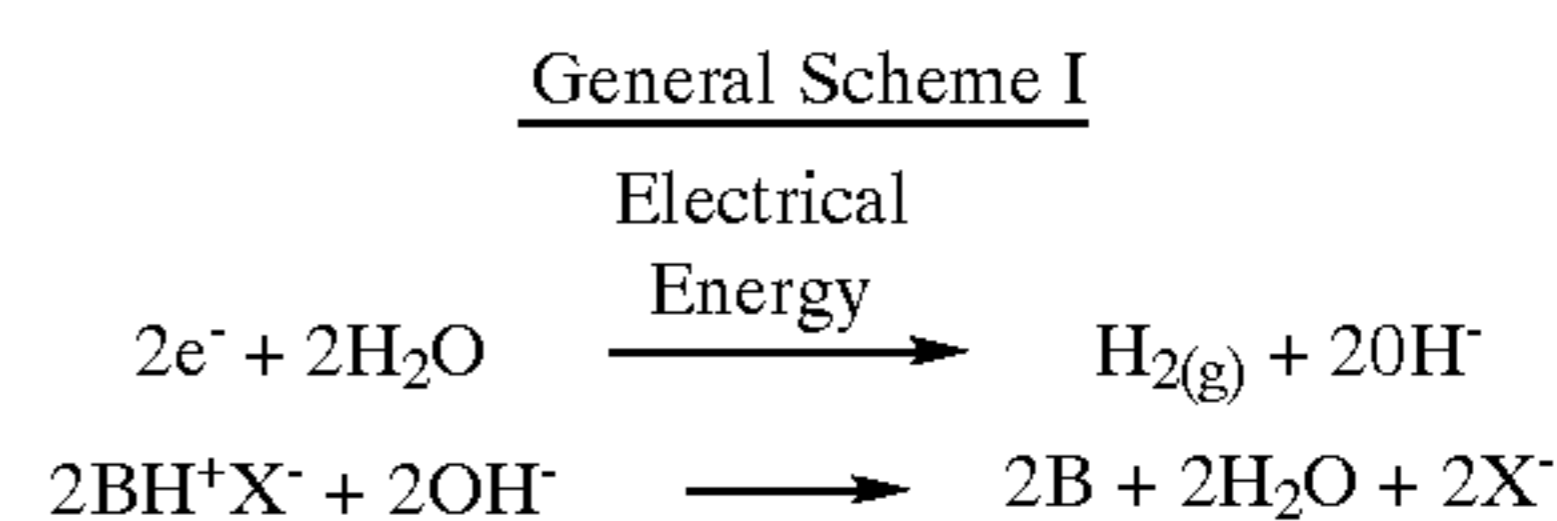 General Scheme I
Electrical
Energy
2e⁻ + 2H₂O → H₂(g) + 20H⁻
2BH⁺X⁻ + 2OH⁻ → 2B + 2H₂O + 2X⁻